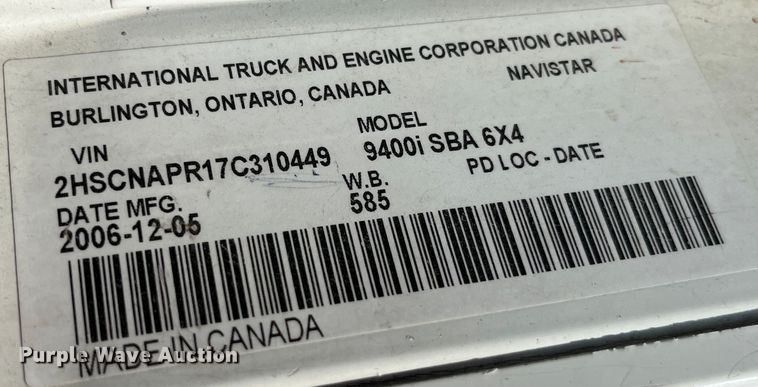 INTERNATIONAL TRUCK AND ENGINE CORPORATION CANADA
BURLINGTON, ONTARIO, CANADA NAVISTAR
VIN MODEL
2HSCNAPR17C310449 9400i SBA 6X4
DATE MFG. W.B. PD LOC - DATE
2006-12-05 585
MADE IN CANADA
Purple Wave Auction